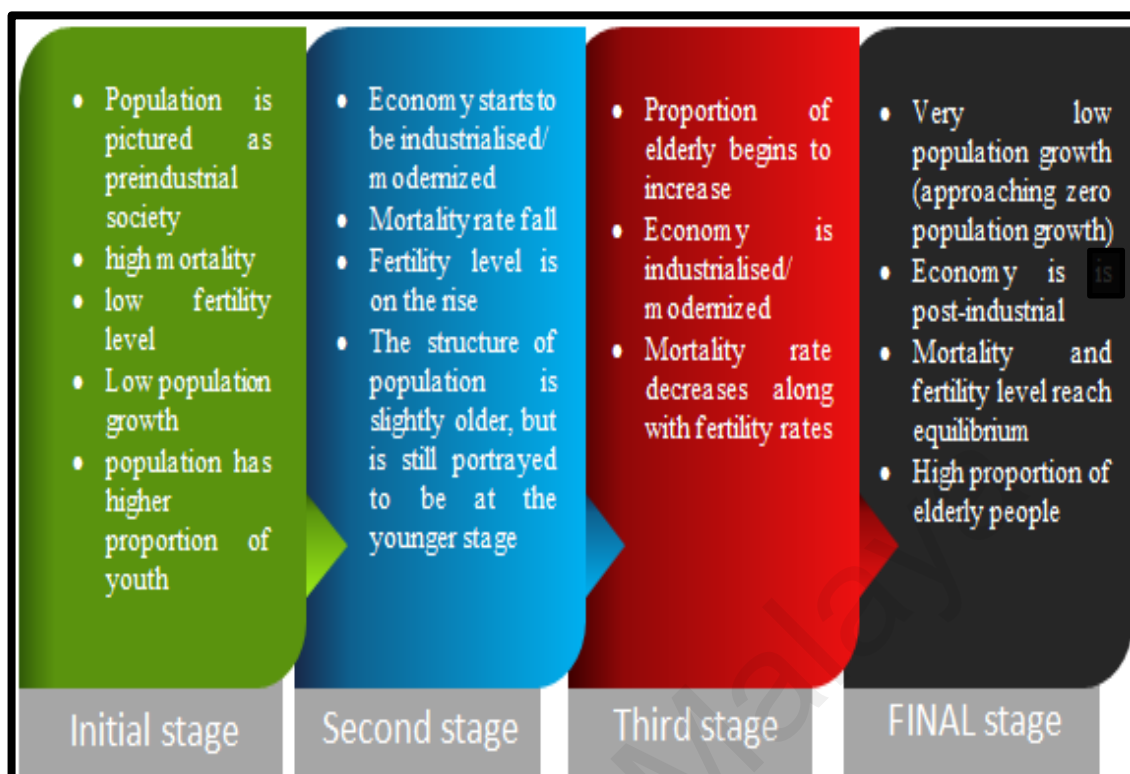 • Population is
pictured as
preindustrial
society
• high mortality
• low fertility
level
• Low population
growth
• population has
higher
proportion of
youth
Initial stage
• Economy starts to
be industrialised/
modernized
• Mortality rate fall
• Fertility level is
on the rise
• The structure of
population is
slightly older, but
is still portrayed
to be at the
younger stage
Second stage
• Proportion of
elderly begins to
increase
• Economy is
industrialised/
modernized
• Mortality rate
decreases along
with fertility rates
Third stage
• Very low
population growth
(approaching zero
population growth)
• Economy is is
post-industrial
• Mortality and
fertility level reach
equilibrium
• High proportion of
elderly people
FINAL stage
Malaya